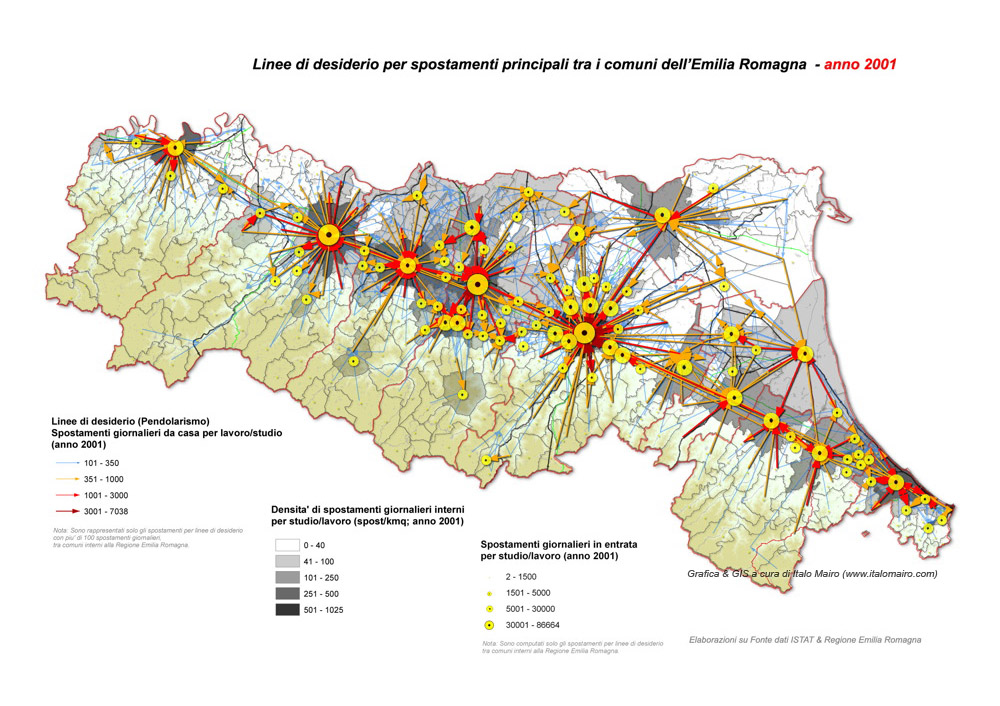 Linee di desiderio per spostamenti principali tra i comuni dell'Emilia Romagna - anno 2001
Linee di desiderio (Pendolarismo)
Spostamenti giornalieri da casa per lavoro/studio
(anno 2001)
101 - 350
351 - 1000
1001 - 3000
3001 - 7038
Nota: Sono rappresentati solo gli spostamenti per linee di desiderio
con piu' di 100 spostamenti giornalieri,
tra comuni interni alla Regione Emilia Romagna.
Densita' di spostamenti giornalieri interni
per studio/lavoro (spost/kmq; anno 2001)
0 - 40
41 - 100
101 - 250
251 - 500
501 - 1025
Spostamenti giornalieri in entrata
per studio/lavoro (anno 2001)
2 - 1500
1501 - 5000
5001 - 30000
30001 - 86664
Nota: Sono computati solo gli spostamenti per linee di desiderio
tra comuni interni alla Regione Emilia Romagna.
Grafica & GIS a cura di Italo Mairo (www.italomairo.com)
Elaborazioni su Fonte dati ISTAT & Regione Emilia Romagna